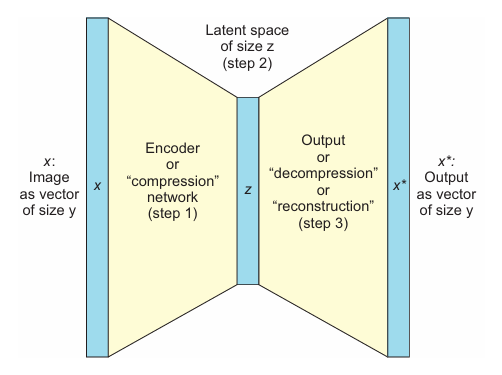 Latent space
of size z
(step 2)
x:
Image
as vector
of size y
x
Encoder
or
“compression”
network
(step 1)
z
Output
or
“decompression”
or
“reconstruction”
(step 3)
x*
x*:
Output
as vector
of size y